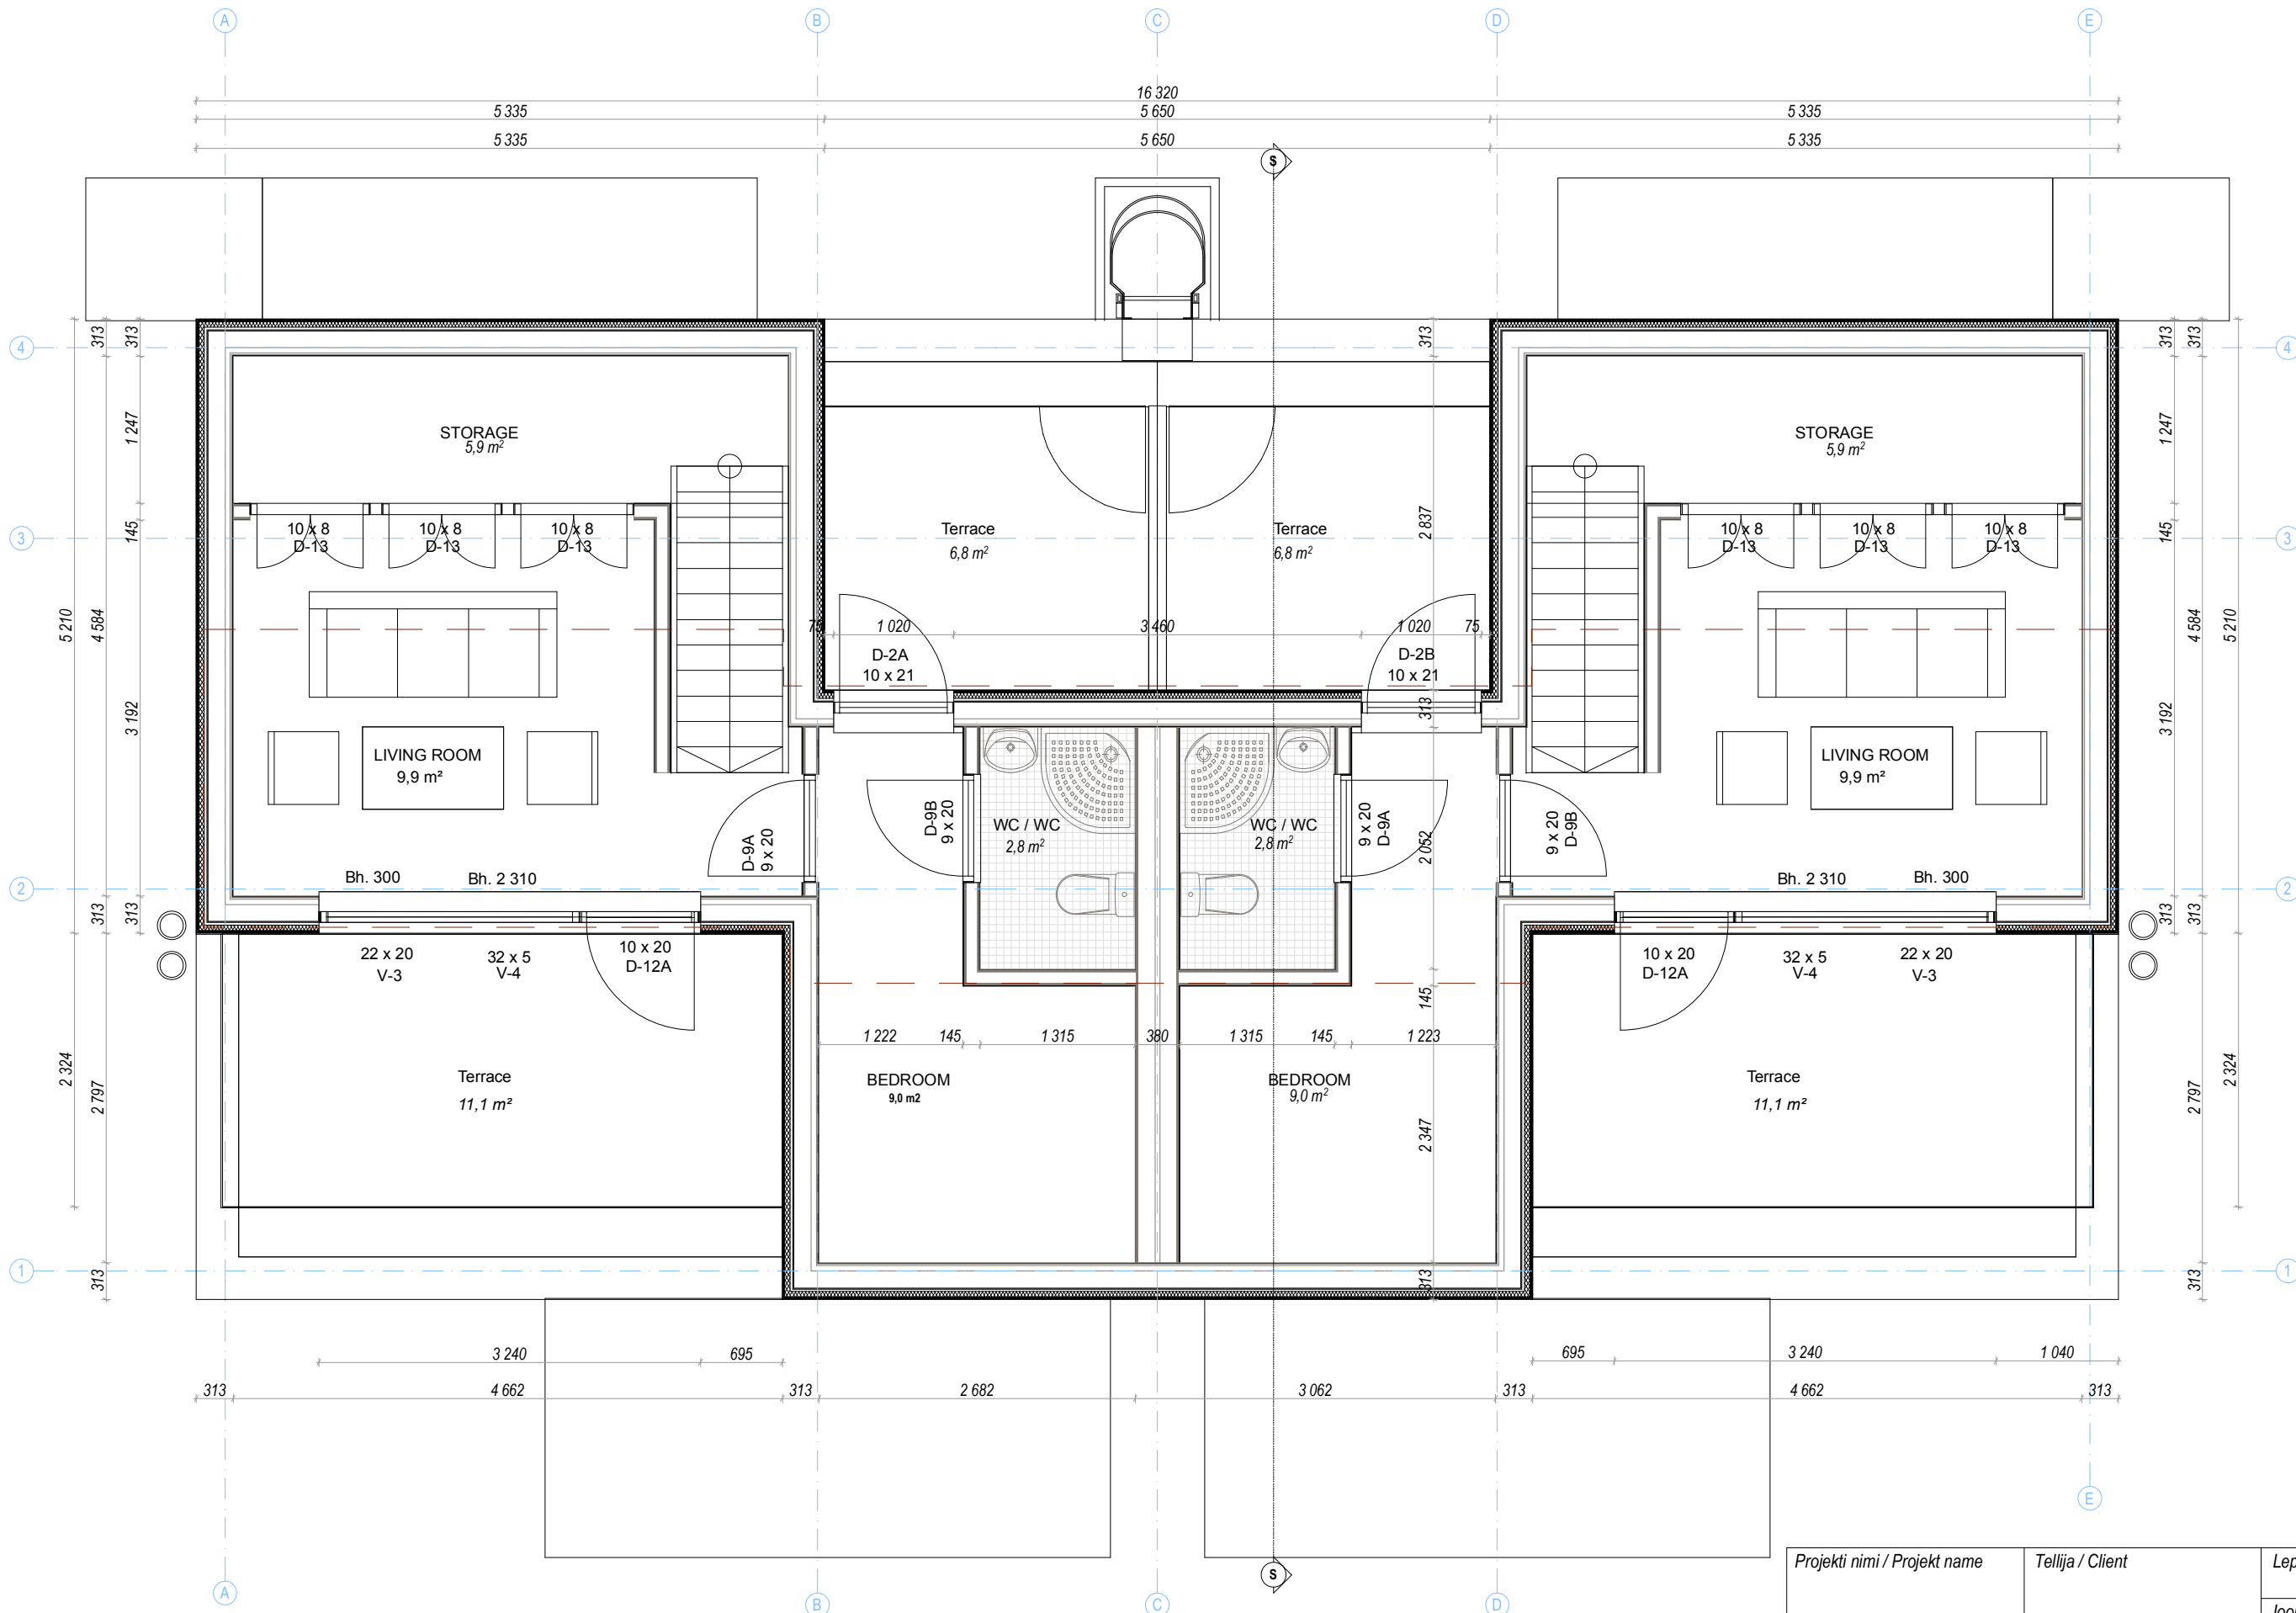 A B C D E
16 320
5 335 5 650 5 335
5 335 5 650 5 335
S
313 313 313 313 313
4 4
1 247 1 247
STORAGE STORAGE
5,9 m² 5,9 m²
10 x 8 10 x 8 10 x 8 Terrace Terrace 2 837 10 x 8 10 x 8 10 x 8
3 3
D-13 D-13 D-13 D-13 D-13 D-13
145 6,8 m² 6,8 m² 145
5 210 4 584 4 584 5 210
75 1 020 3 460 1 020 75
D-2A D-2B
10 x 21 10 x 21
3 192 313 3 192
LIVING ROOM LIVING ROOM
9,9 m² 9,9 m²
D-9A 9 x 20 D-9B 9 x 20 WC / WC WC / WC 9 x 20 D-9A 9 x 20 D-9B
2,8 m² 2,8 m² 2 052
Bh. 300 Bh. 2 310 Bh. 2 310 Bh. 300
2 2
313 313 313 313
22 x 20 32 x 5 10 x 20 10 x 20 32 x 5 22 x 20
V-3 V-4 D-12A D-12A V-4 V-3
145
1 222 145 1 315 380 1 315 145 1 223
2 324 2 797 2 797 2 324
Terrace BEDROOM BEDROOM Terrace
11,1 m² 9,0 m2 9,0 m² 11,1 m²
2 347
1 1
313 313 313
3 240 695 695 3 240 1 040
313 4 662 313 2 682 3 062 313 4 662 313
E
Projekti nimi / Projekt name Tellija / Client Lep
S
A B C D